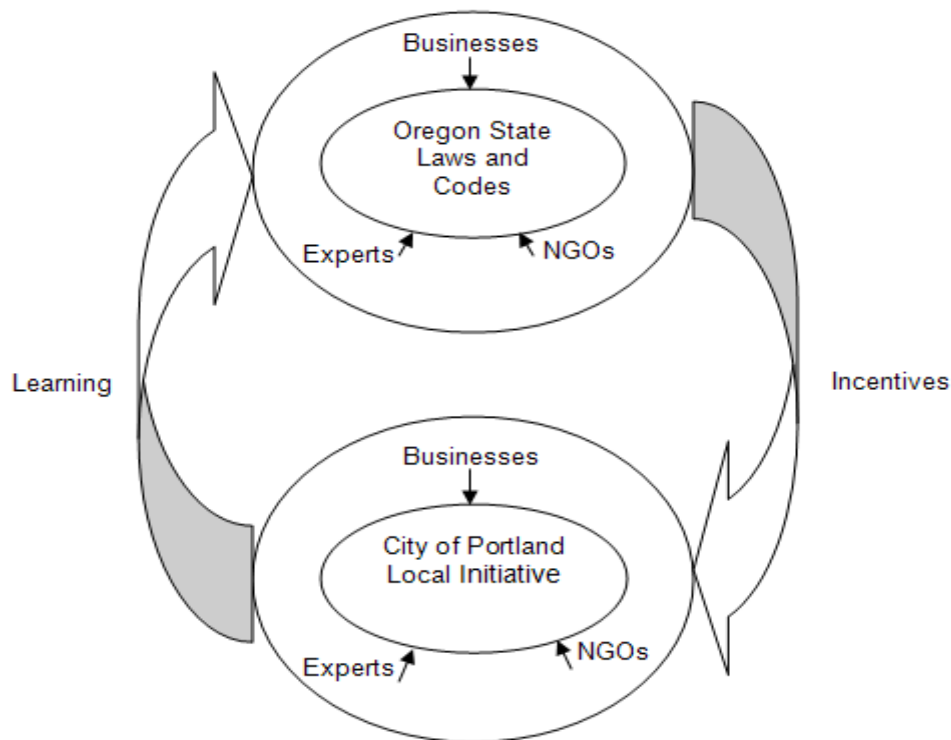 Businesses
Oregon State
Laws and
Codes
Experts
NGOs
Learning
Incentives
Businesses
City of Portland
Local Initiative
Experts
NGOs